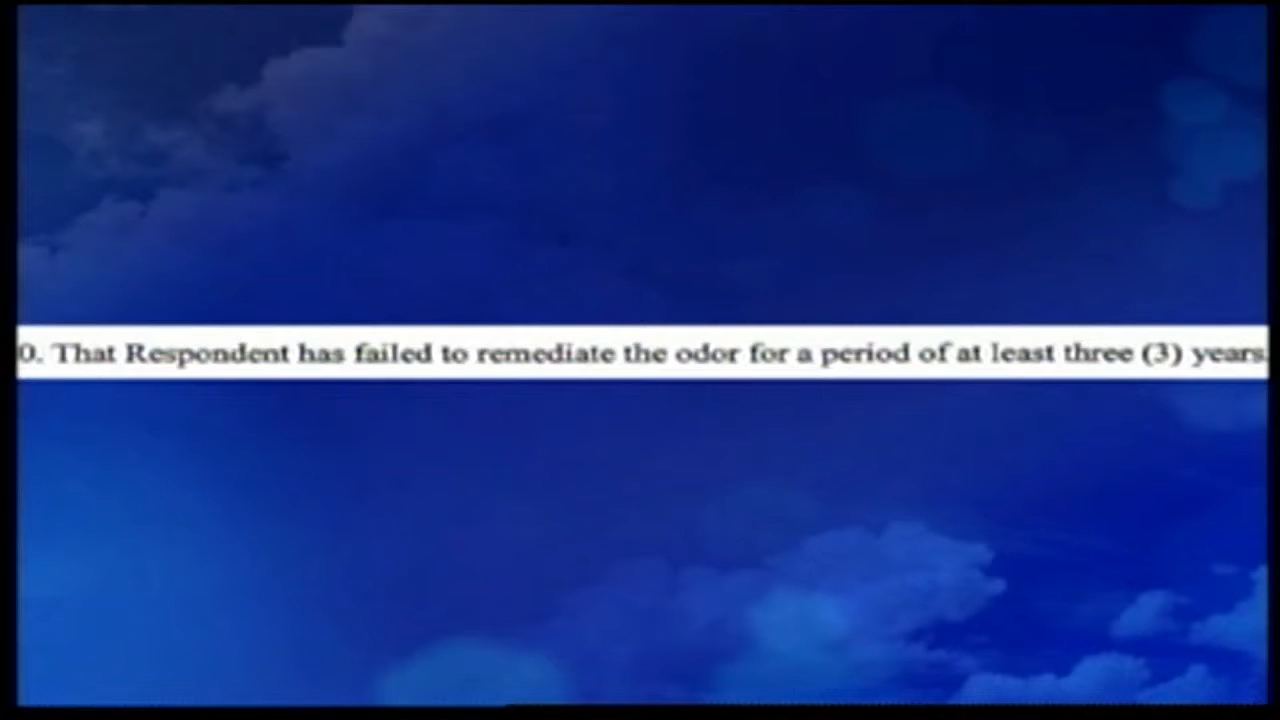 0. That Respondent has failed to remediate the odor for a period of at least three (3) years.